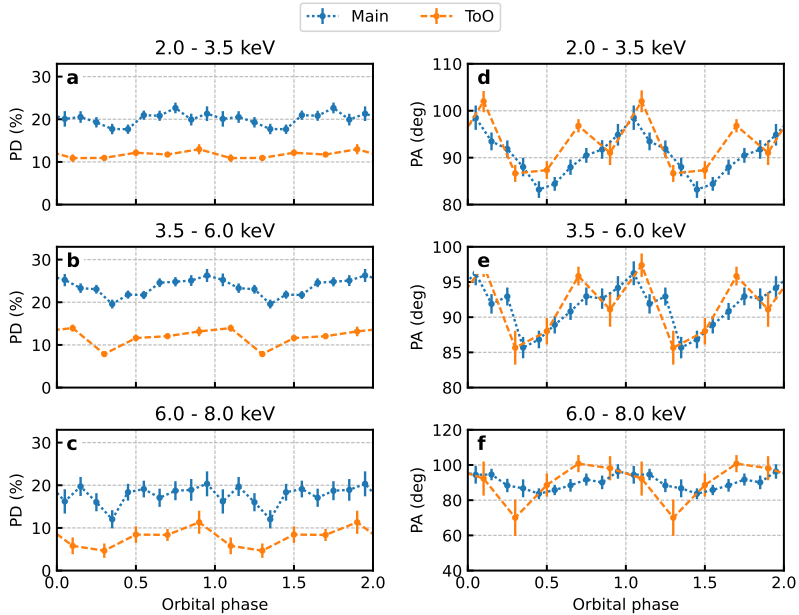 Main ToO
2.0 - 3.5 keV
a
PD (%)
30
20
10
0
2.0 - 3.5 keV
d
PA (deg)
110
100
90
80
3.5 - 6.0 keV
b
PD (%)
30
20
10
0
3.5 - 6.0 keV
e
PA (deg)
100
95
90
85
80
6.0 - 8.0 keV
c
PD (%)
30
20
10
0
0.0 0.5 1.0 1.5 2.0
Orbital phase
6.0 - 8.0 keV
f
PA (deg)
120
100
80
60
40
0.0 0.5 1.0 1.5 2.0
Orbital phase